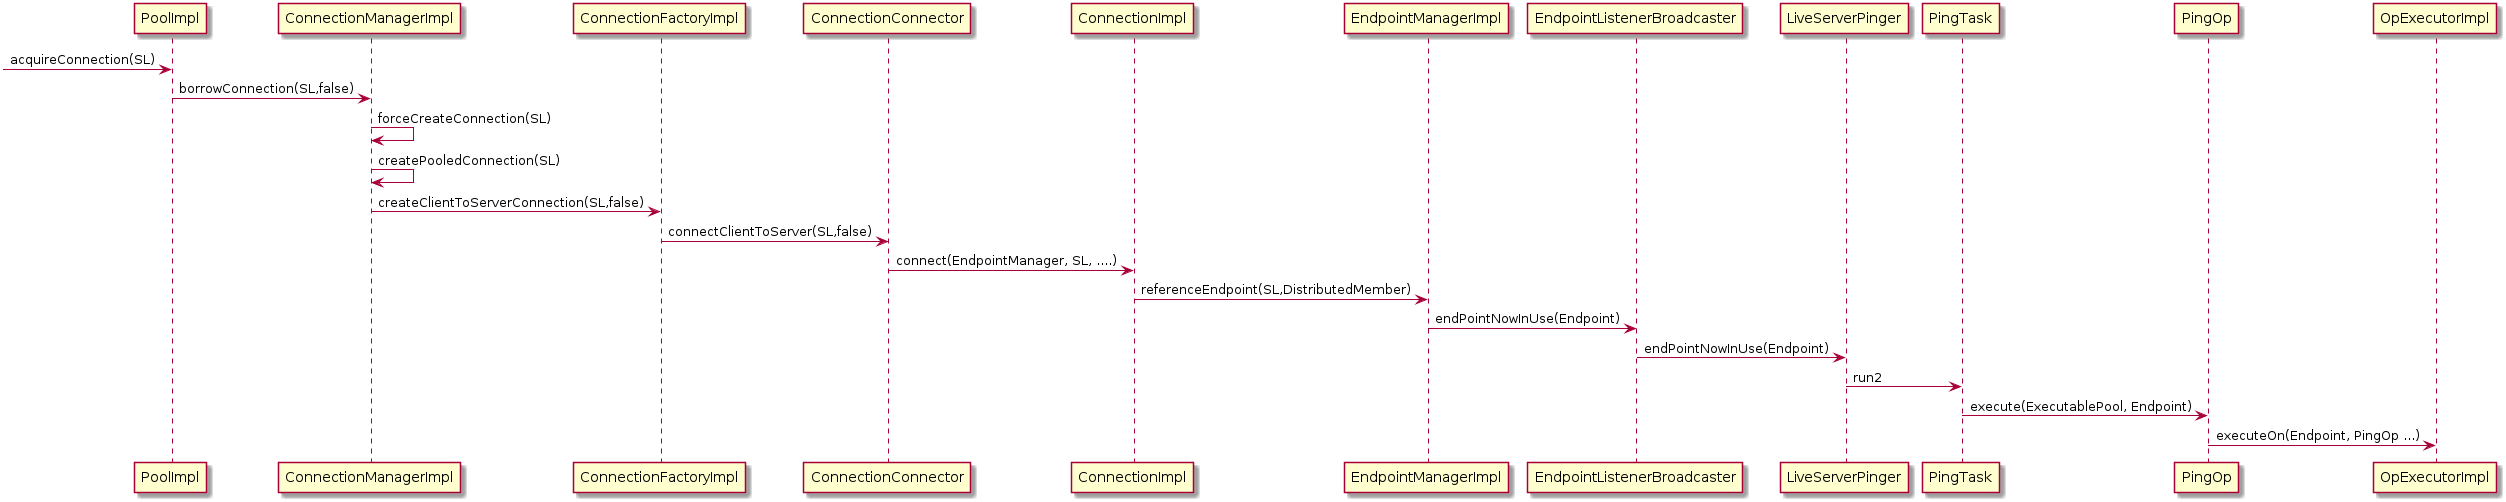 PoolImpl ConnectionManagerImpl ConnectionFactoryImpl ConnectionConnector ConnectionImpl EndpointManagerImpl EndpointListenerBroadcaster LiveServerPinger PingTask PingOp OpExecutorImpl
acquireConnection(SL)
borrowConnection(SL,false)
forceCreateConnection(SL)
createPooledConnection(SL)
createClientToServerConnection(SL,false)
connectClientToServer(SL,false)
connect(EndpointManager, SL, ....)
referenceEndpoint(SL,DistributedMember)
endPointNowInUse(Endpoint)
endPointNowInUse(Endpoint)
run2
execute(ExecutablePool, Endpoint)
executeOn(Endpoint, PingOp ...)
PoolImpl ConnectionManagerImpl ConnectionFactoryImpl ConnectionConnector ConnectionImpl EndpointManagerImpl EndpointListenerBroadcaster LiveServerPinger PingTask PingOp OpExecutorImpl